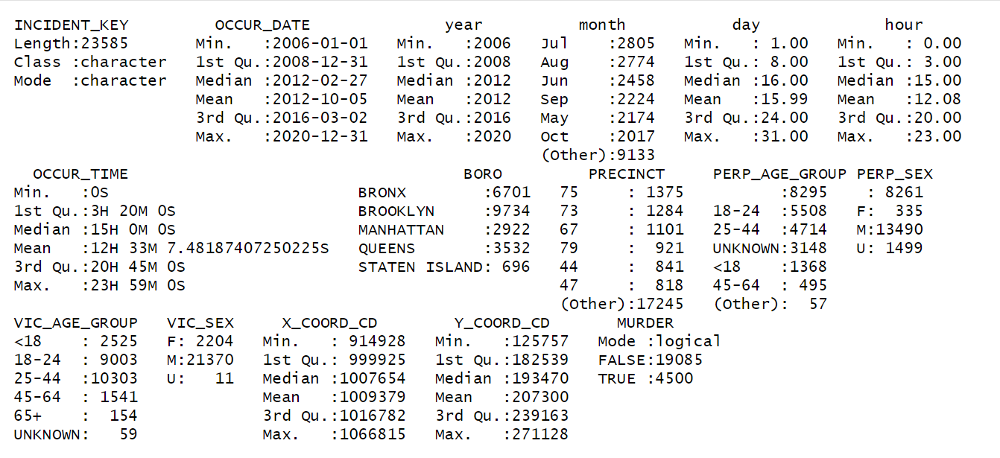 INCIDENT_KEY OCCUR_DATE year month day hour
Length:23585 Min. :2006-01-01 Min. :2006 Jul :2805 Min. : 1.00 Min. : 0.00
Class :character 1st Qu.:2008-12-31 1st Qu.:2008 Aug :2774 1st Qu.: 8.00 1st Qu.: 3.00
Mode :character Median :2012-02-27 Median :2012 Jun :2458 Median :16.00 Median :15.00
Mean :2012-10-05 Mean :2012 Sep :2224 Mean :15.99 Mean :12.08
3rd Qu.:2016-03-02 3rd Qu.:2016 May :2174 3rd Qu.:24.00 3rd Qu.:20.00
Max. :2020-12-31 Max. :2020 Oct :2017 Max. :31.00 Max. :23.00
(Other):9133
OCCUR_TIME BORO PRECINCT PERP_AGE_GROUP PERP_SEX
Min. :0S BRONX :6701 75 : 1375 :8295 : 8261
1st Qu.:3H 20M 0S BROOKLYN :9734 73 : 1284 18-24 :5508 F: 335
Median :15H 0M 0S MANHATTAN :2922 67 : 1101 25-44 :4714 M:13490
Mean :12H 33M 7.48187407250225S QUEENS :3532 79 : 921 UNKNOWN:3148 U: 1499
3rd Qu.:20H 45M 0S STATEN ISLAND: 696 44 : 841 <18 :1368
Max. :23H 59M 0S 47 : 818 45-64 : 495
(Other):17245 (Other): 57
VIC_AGE_GROUP VIC_SEX X_COORD_CD Y_COORD_CD MURDER
<18 : 2525 F: 2204 Min. : 914928 Min. :125757 Mode :logical
18-24 : 9003 M:21370 1st Qu.: 999925 1st Qu.:182539 FALSE:19085
25-44 :10303 U: 11 Median :1007654 Median :193470 TRUE :4500
45-64 : 1541 Mean :1009379 Mean :207300
65+ : 154 3rd Qu.:1016782 3rd Qu.:239163
UNKNOWN: 59 Max. :1066815 Max. :271128